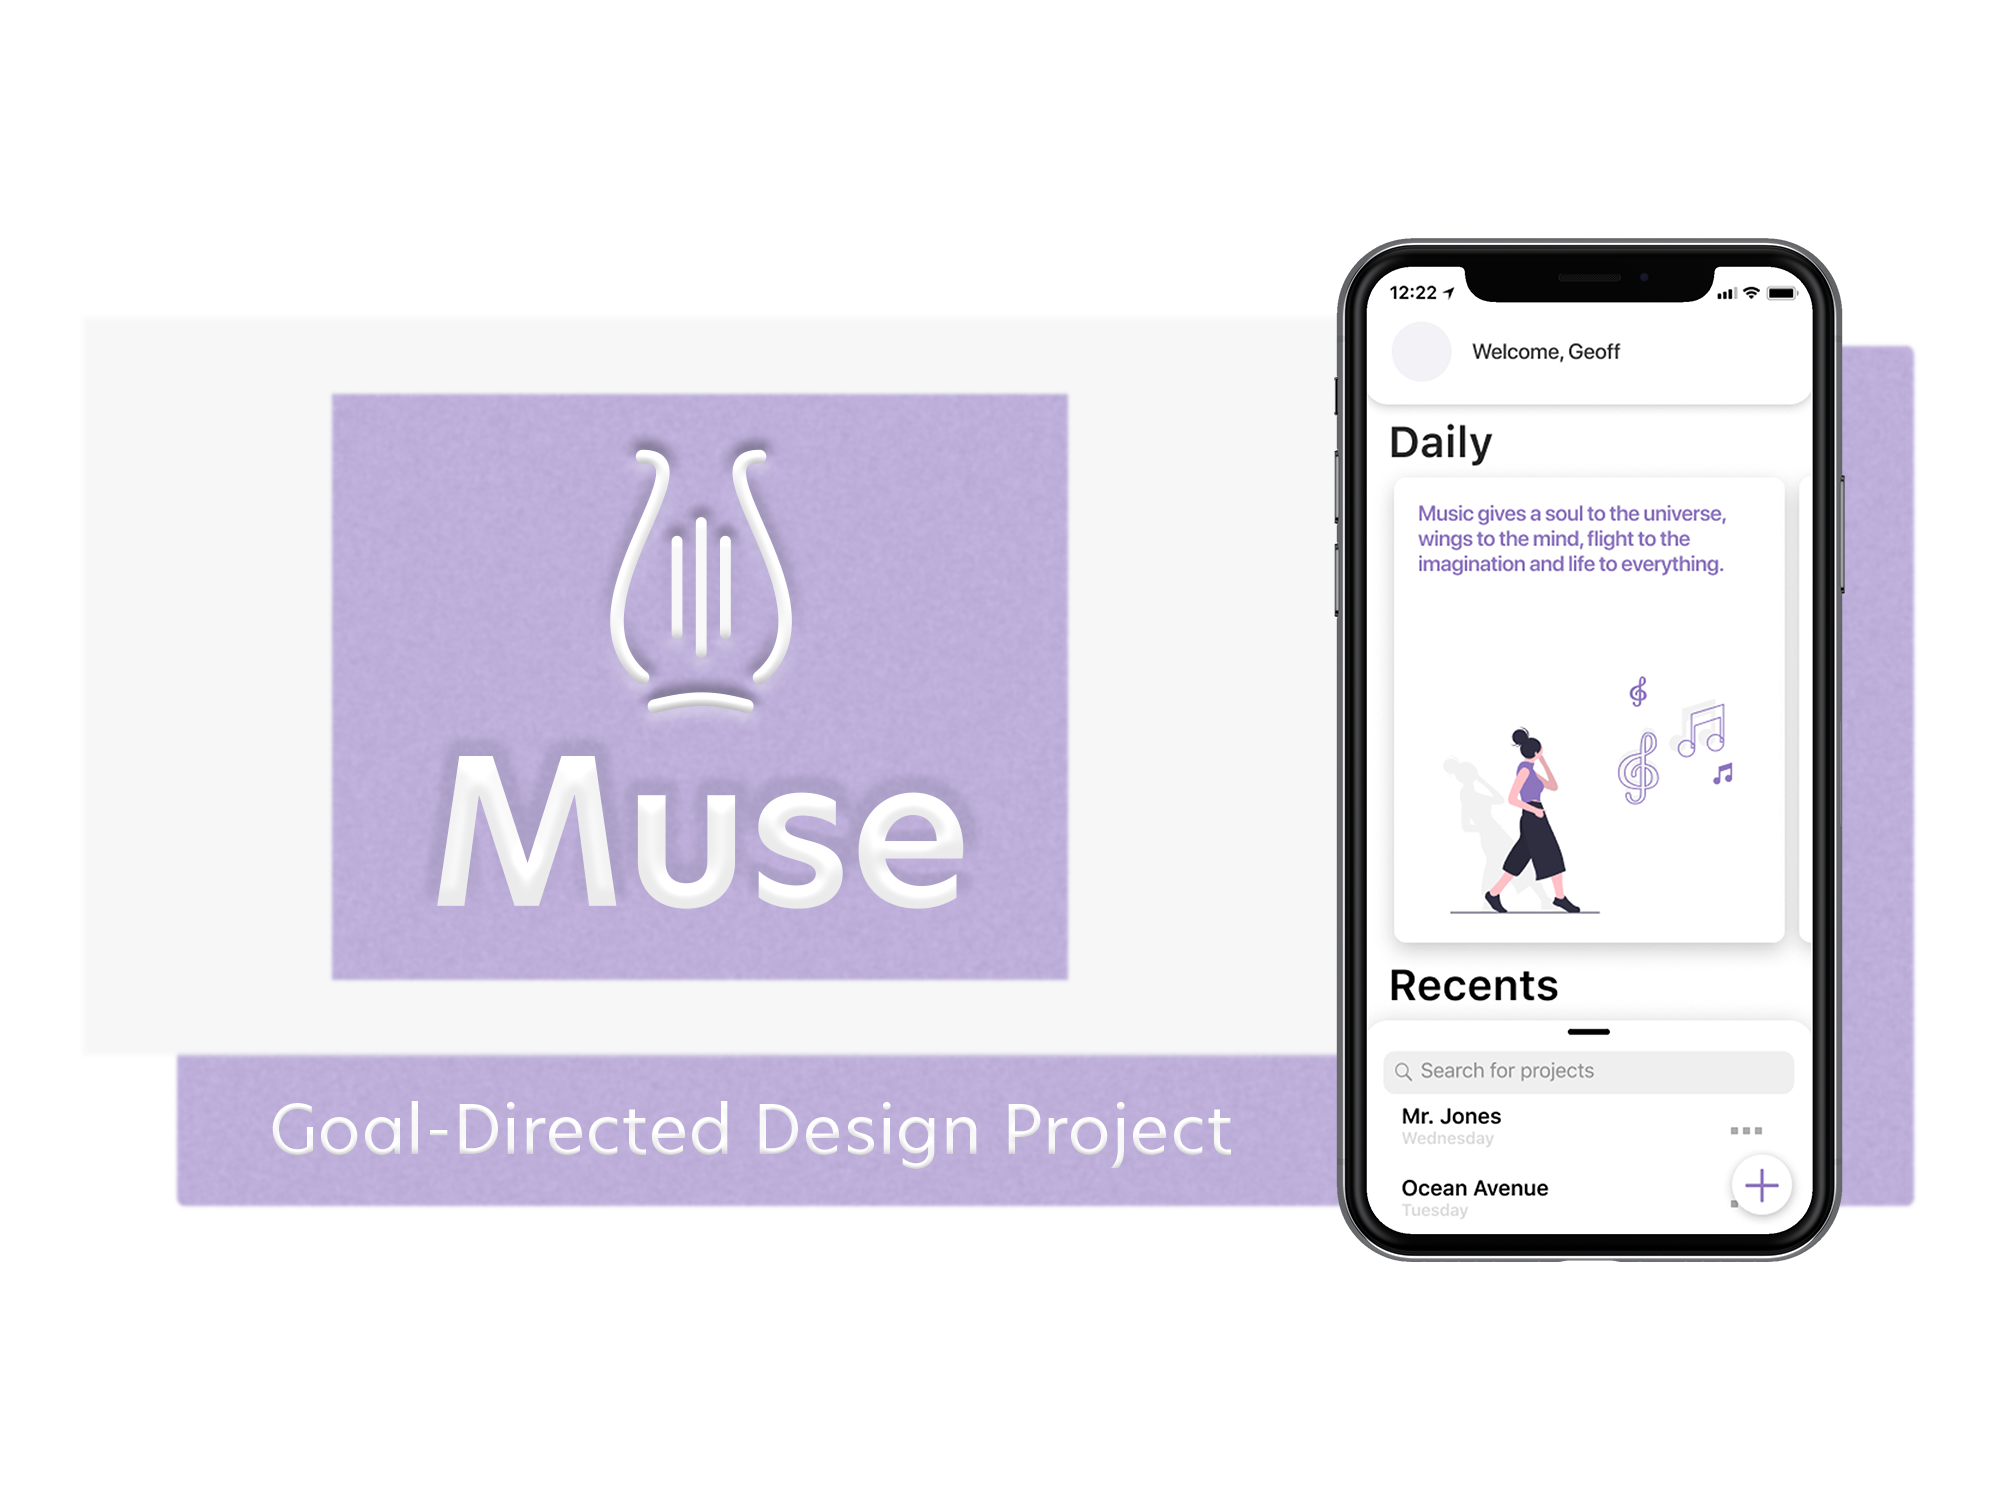 Muse
Goal-Directed Design Project
12:22
Welcome, Geoff
Daily
Music gives a soul to the universe,
wings to the mind, flight to the
imagination and life to everything.
Recents
Search for projects
Mr. Jones
Wednesday
Ocean Avenue
Tuesday